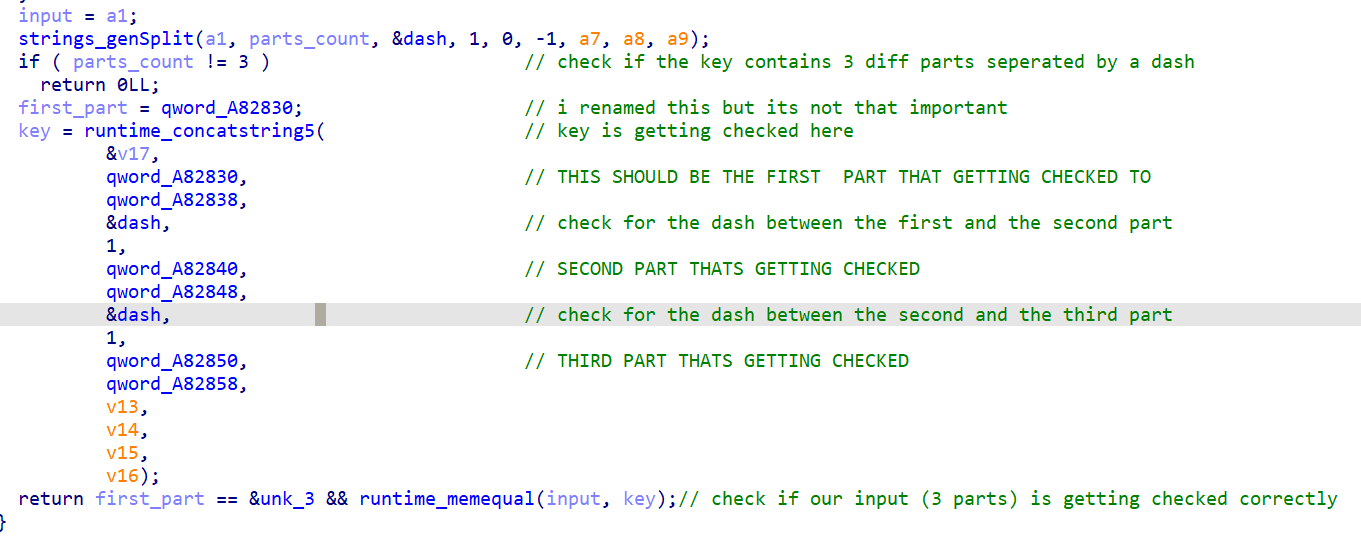 input = a1;
strings_genSplit(a1, parts_count, &dash, 1, 0, -1, a7, a8, a9);
if ( parts_count != 3 ) // check if the key contains 3 diff parts seperated by a dash
return 0LL;
first_part = qword_A82830; // i renamed this but its not that important
key = runtime_concatstring5( // key is getting checked here
&v17,
qword_A82830, // THIS SHOULD BE THE FIRST PART THAT GETTING CHECKED TO
qword_A82838,
&dash, // check for the dash between the first and the second part
1,
qword_A82840, // SECOND PART THATS GETTING CHECKED
qword_A82848,
&dash, // check for the dash between the second and the third part
1,
qword_A82850, // THIRD PART THATS GETTING CHECKED
qword_A82858,
v13,
v14,
v15,
v16);
return first_part == &unk_3 && runtime_memequal(input, key);// check if our input (3 parts) is getting checked correctly
}